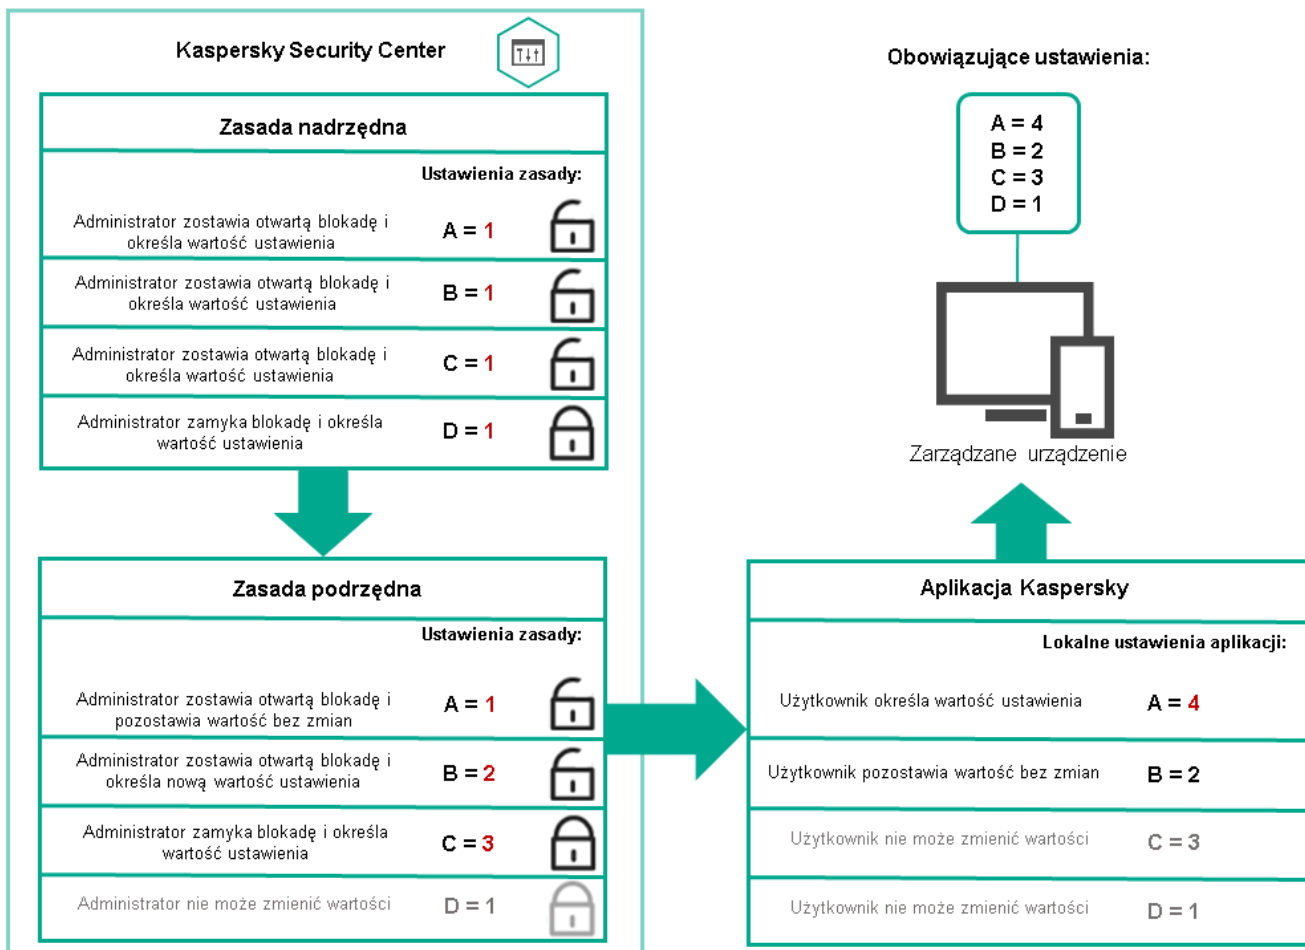 Kaspersky Security Center
Zasada nadrzędna
Ustawienia zasady:
Administrator zostawia otwartą blokadę i
określa wartość ustawienia
A = 1
Administrator zostawia otwartą blokadę i
określa wartość ustawienia
B = 1
Administrator zostawia otwartą blokadę i
określa wartość ustawienia
C = 1
Administrator zamyka blokadę i określa
wartość ustawienia
D = 1
Zasada podrzędna
Ustawienia zasady:
Administrator zostawia otwartą blokadę i
pozostawia wartość bez zmian
A = 1
Administrator zostawia otwartą blokadę i
określa nową wartość ustawienia
B = 2
Administrator zamyka blokadę i określa
wartość ustawienia
C = 3
Administrator nie może zmienić wartości
D = 1
Obowiązujące ustawienia:
A = 4
B = 2
C = 3
D = 1
Zarządzane urządzenie
Aplikacja Kaspersky
Lokalne ustawienia aplikacji:
Użytkownik określa wartość ustawienia
A = 4
Użytkownik pozostawia wartość bez zmian
B = 2
Użytkownik nie może zmienić wartości
C = 3
Użytkownik nie może zmienić wartości
D = 1